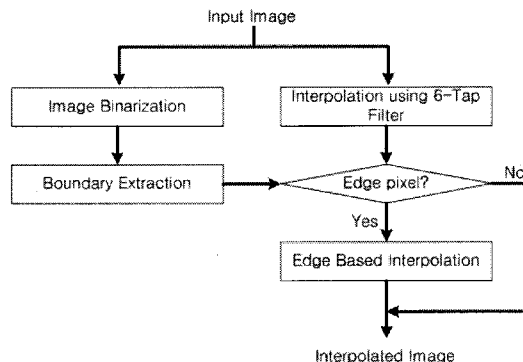 Input Image
Image Binarization
Interpolation using 6-Tap
Filter
Boundary Extraction
Edge pixel?
No
Yes
Edge Based Interpolation
Interpolated Image